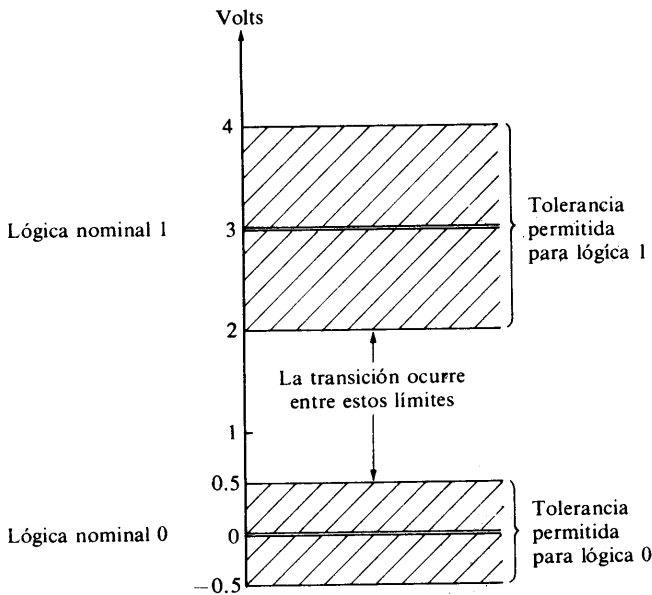 Volts
4
Lógica nominal 1
3
Tolerancia
permitida
para lógica 1
2
La transición ocurre
entre estos límites
1
0.5
Lógica nominal 0
0
Tolerancia
permitida
para lógica 0
−0.5